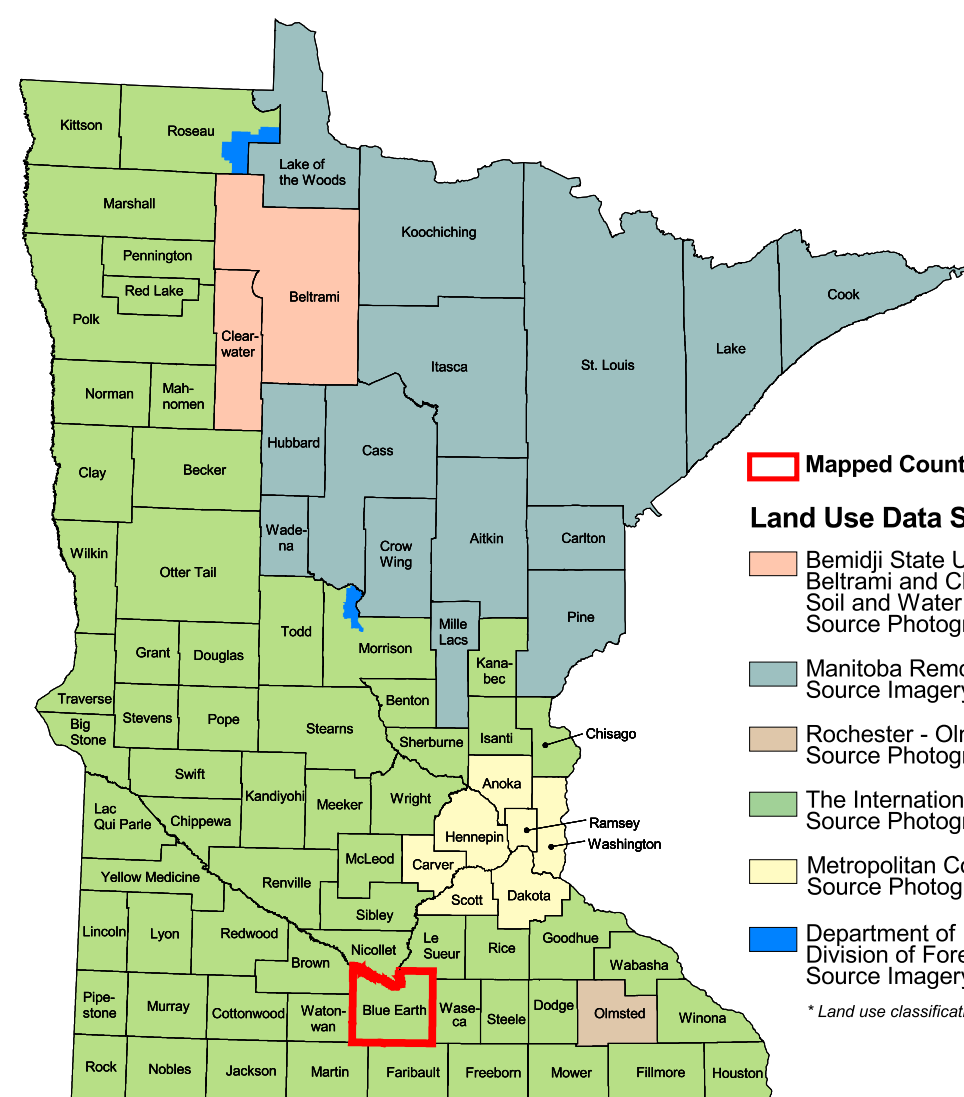 Kittson
Roseau
Lake of
the Woods
Marshall
Koochiching
Pennington
Red Lake
Beltrami
Cook
Polk
Clear-
water
Lake
Itasca
St. Louis
Norman
Mah-
nomen
Hubbard
Cass
Clay
Becker
Wade-
na
Crow
Wing
Aitkin
Carlton
Wilkin
Otter Tail
Todd
Mille
Lacs
Pine
Morrison
Grant
Douglas
Kana-
bec
Traverse
Benton
Big
Stone
Stevens
Pope
Stearns
Sherburne
Isanti
Chisago
Swift
Anoka
Kandiyohi
Meeker
Wright
Lac
Qui Parle
Chippewa
Ramsey
Hennepin
Washington
McLeod
Carver
Yellow Medicine
Renville
Scott
Dakota
Sibley
Lincoln
Lyon
Redwood
Nicollet
Le
Sueur
Rice
Goodhue
Brown
Wabasha
Pipe-
stone
Murray
Cottonwood
Waton-
wan
Blue Earth
Wase-
ca
Steele
Dodge
Olmsted
Winona
Rock
Nobles
Jackson
Martin
Faribault
Freeborn
Mower
Fillmore
Houston
Mapped Count
Land Use Data S
Bemidji State U
Beltrami and Cl
Soil and Water
Source Photogr
Manitoba Remo
Source Imagery
Rochester - Oln
Source Photogr
The Internation
Source Photogr
Metropolitan Co
Source Photog
Department of
Division of Fore
Source Imagery
* Land use classificati